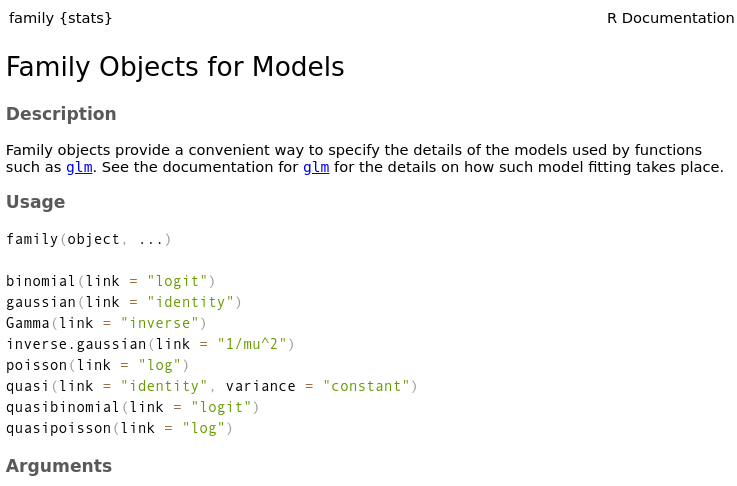 family {stats}
R Documentation
Family Objects for Models
Description
Family objects provide a convenient way to specify the details of the models used by functions
such as glm. See the documentation for glm for the details on how such model fitting takes place.
Usage
family(object, ...)
binomial(link = "logit")
gaussian(link = "identity")
Gamma(link = "inverse")
inverse.gaussian(link = "1/mu^2")
poisson(link = "log")
quasi(link = "identity", variance = "constant")
quasibinomial(link = "logit")
quasipoisson(link = "log")
Arguments